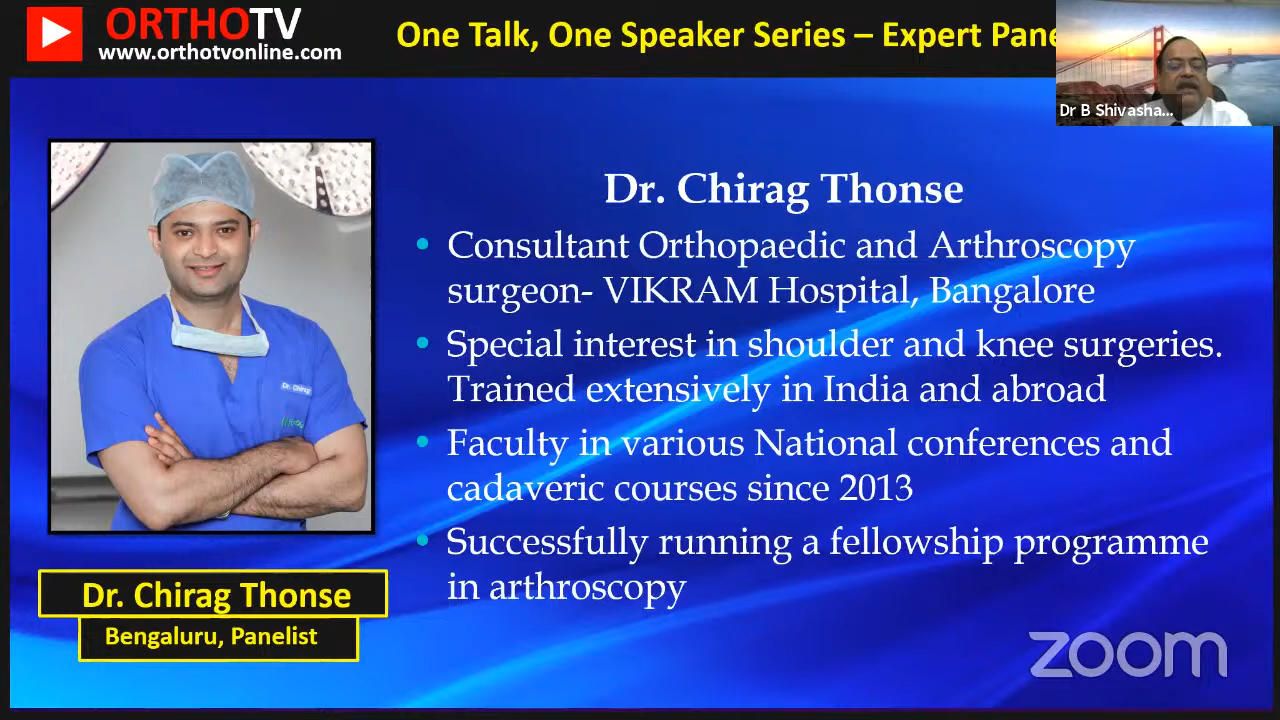 ORTHOTV
www.orthotvonline.com
One Talk, One Speaker Series – Expert Pane
Dr B Shivasha...
Dr. Chirag Thonse
• Consultant Orthopaedic and Arthroscopy
surgeon- VIKRAM Hospital, Bangalore
• Special interest in shoulder and knee surgeries.
Trained extensively in India and abroad
• Faculty in various National conferences and
cadaveric courses since 2013
• Successfully running a fellowship programme
in arthroscopy
Dr. Chirag
Dr. Chirag Thonse
Bengaluru, Panelist
zoom